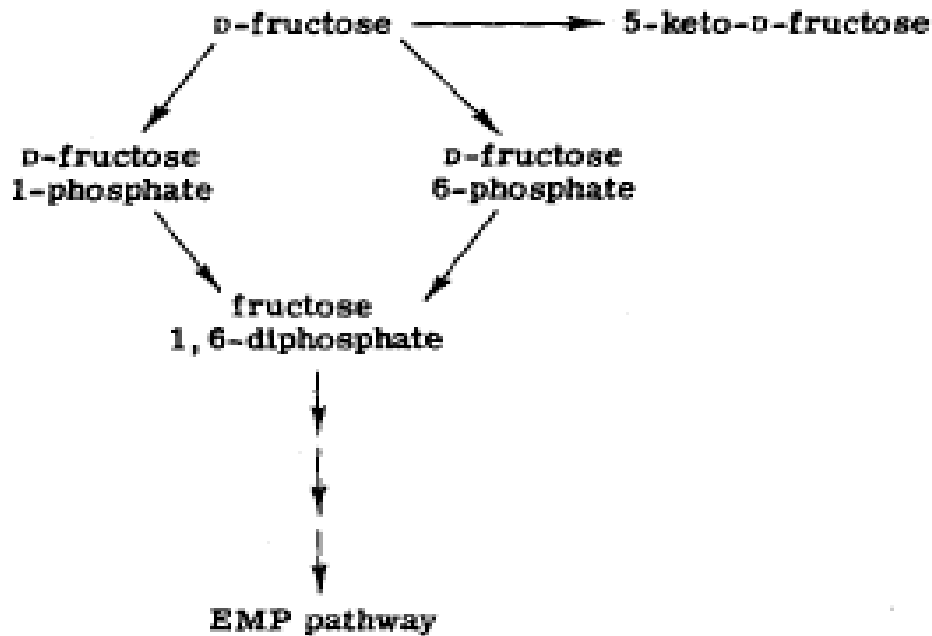 D-fructose
5-keto-D-fructose
D-fructose
1-phosphate
D-fructose
6-phosphate
fructose
1,6-diphosphate
EMP pathway